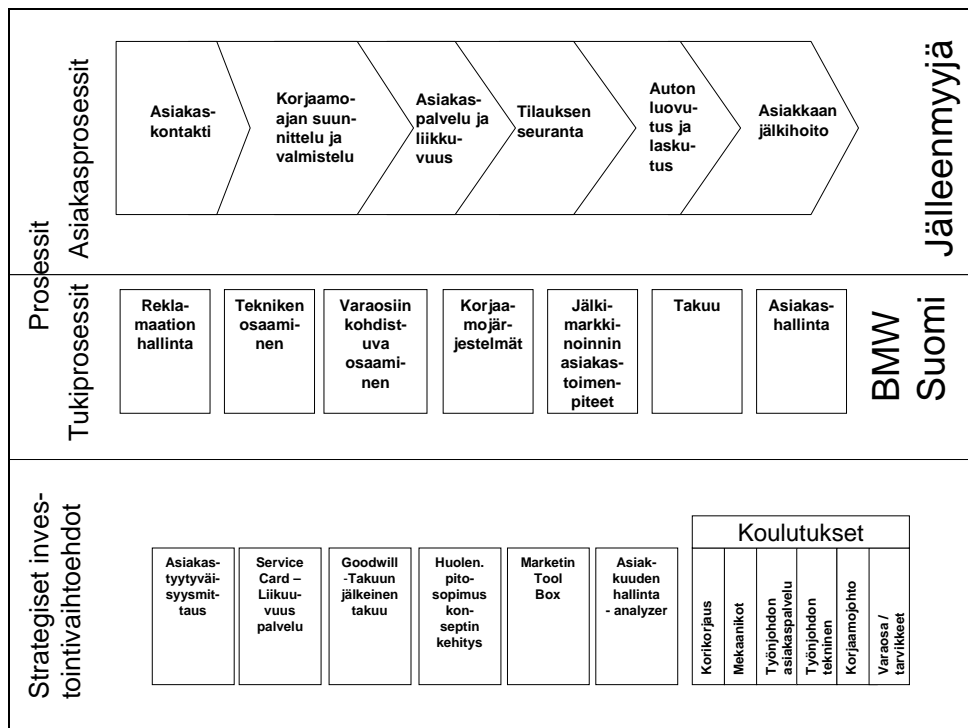 Prosessit
Asiakasprosessit
Asiakas-
kontakti
Korjaamo-
ajan suun-
nittelu ja
valmistelu
Asiakas-
palvelu ja
liikku-
vuus
Tilauksen
seuranta
Auton
luovu-
tus ja
lasku-
tus
Asiakkaan
jälkihoito
Jälleenmyyjä
Tukiprosessit
Rekla-
maation
hallinta
Tekniken
osaami-
nen
Varaosiin
kohdist-
uva
osaami-
nen
Korjaa-
mojär-
jestelmät
Jälki-
markki-
noinnin
asiakas-
toimen-
piteet
Takuu
Asiakas-
hallinta
BMW
Suomi
Strategiset inves-
tointivaihtoehdot
Asiakas-
tyytyväi-
syysmit-
taus
Service
Card –
Liikuu-
vuus
palvelu
Goodwill
-Takuun
jälkeinen
takuu
Huolen.
pito-
sopimus
kon-
septin
kehitys
Marketin
Tool
Box
Asiak-
kuuden
hallinta
- analyzer
Koulutukset
Korikorjaus
Mekaanikot
Työnjohdon
asiakaspalvelu
Työnjohdon
tekninen
Korjaamojohto
Varaosa /
tarvikkeet